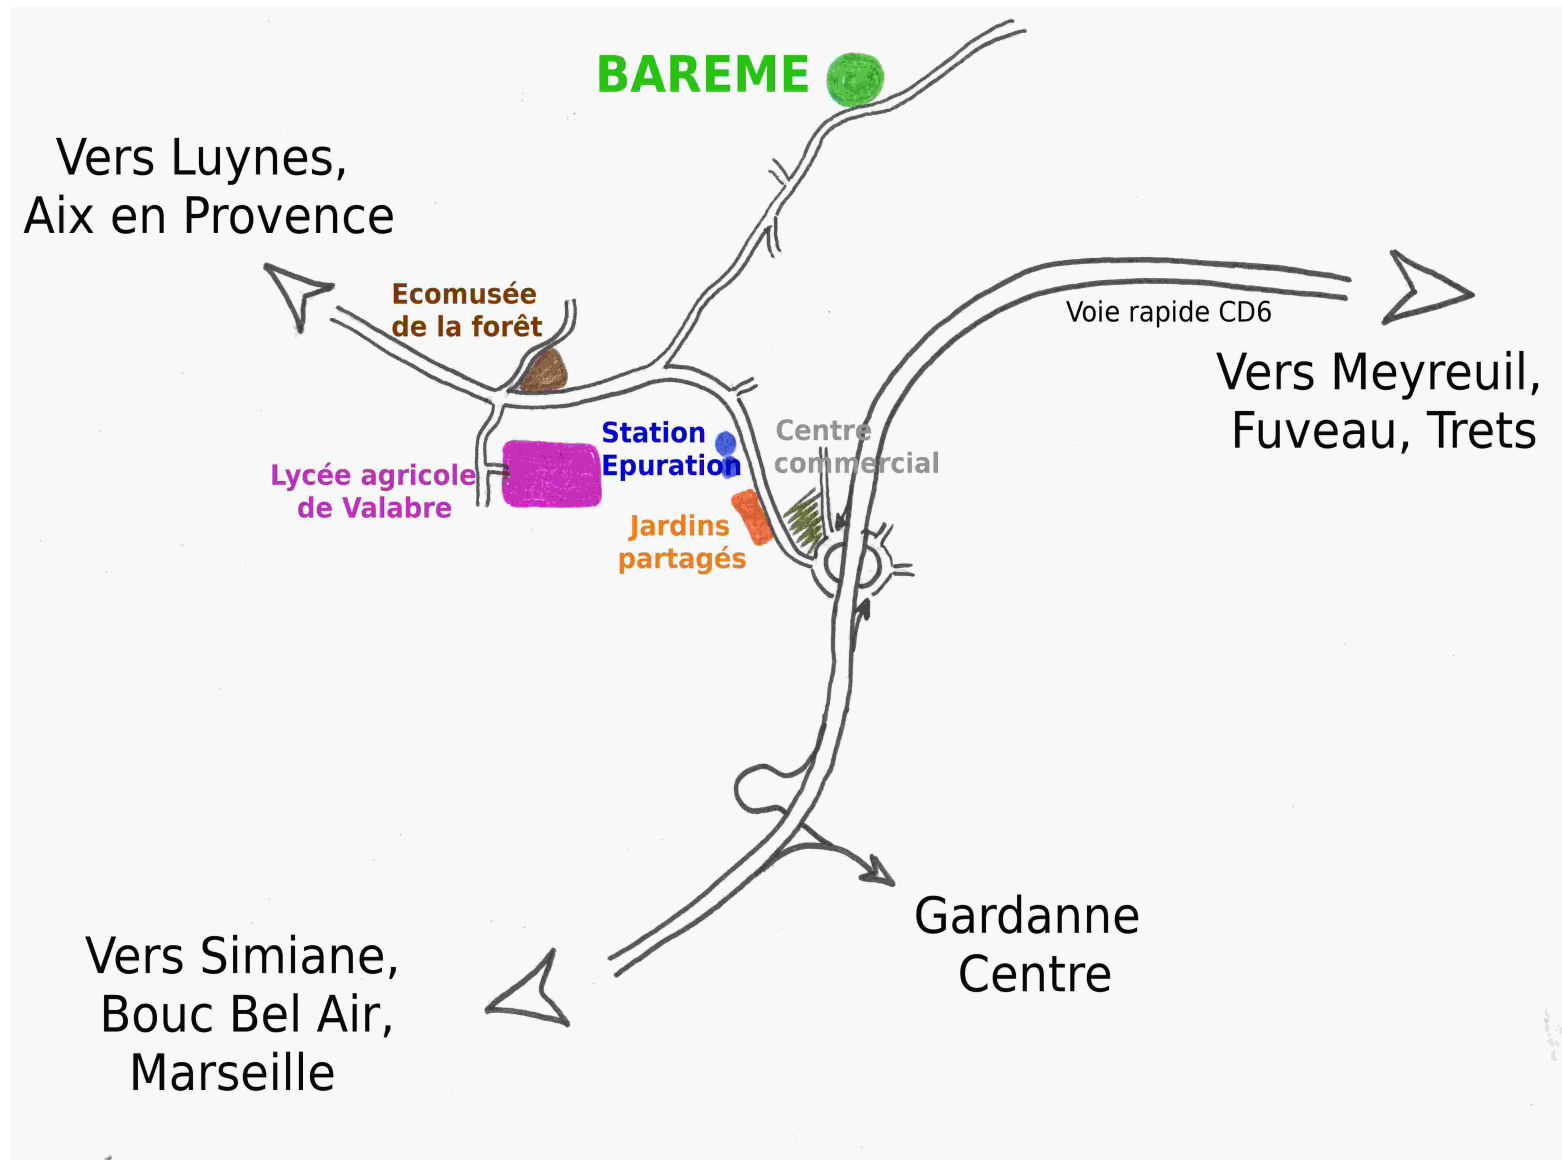 BAREME
Vers Luynes,
Aix en Provence
Ecomusée
de la forêt
Voie rapide CD6
Vers Meyreuil,
Fuveau, Trets
Station
Epuration
Centre
commercial
Lycée agricole
de Valabre
Jardins
partagés
Gardanne
Centre
Vers Simiane,
Bouc Bel Air,
Marseille